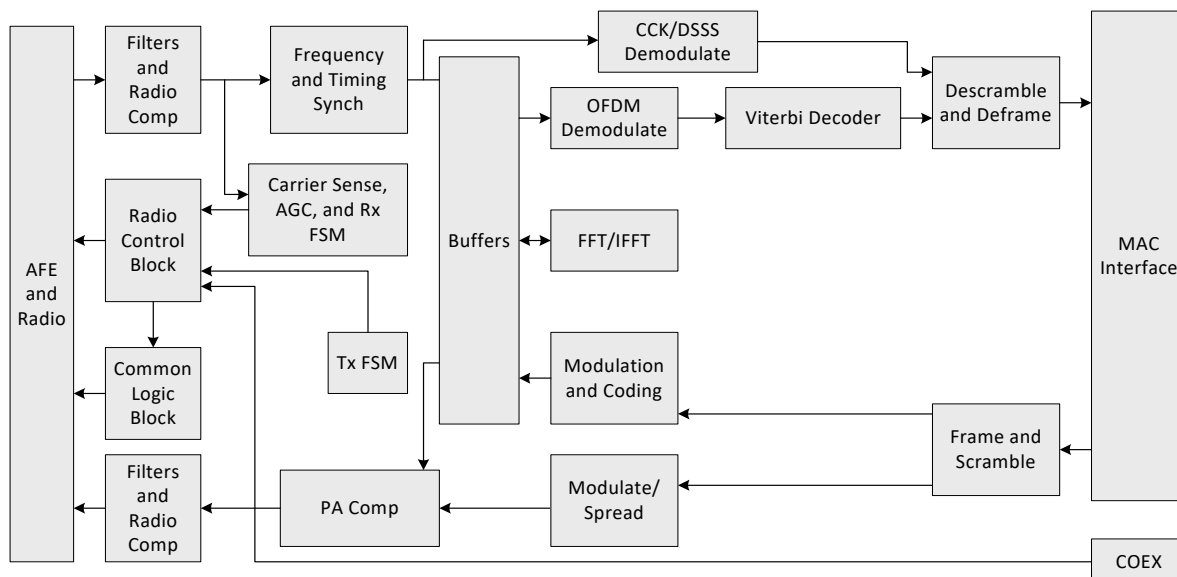 AFE
and
Radio
Filters
and
Radio
Comp
Frequency
and Timing
Synch
CCK/DSSS
Demodulate
OFDM
Demodulate
Viterbi Decoder
Descramble
and Deframe
Carrier Sense,
AGC, and Rx
FSM
Radio
Control
Block
Buffers
FFT/IFFT
MAC
Interface
Tx FSM
Common
Logic
Block
Modulation
and Coding
Frame and
Scramble
Filters
and
Radio
Comp
PA Comp
Modulate/
Spread
COEX